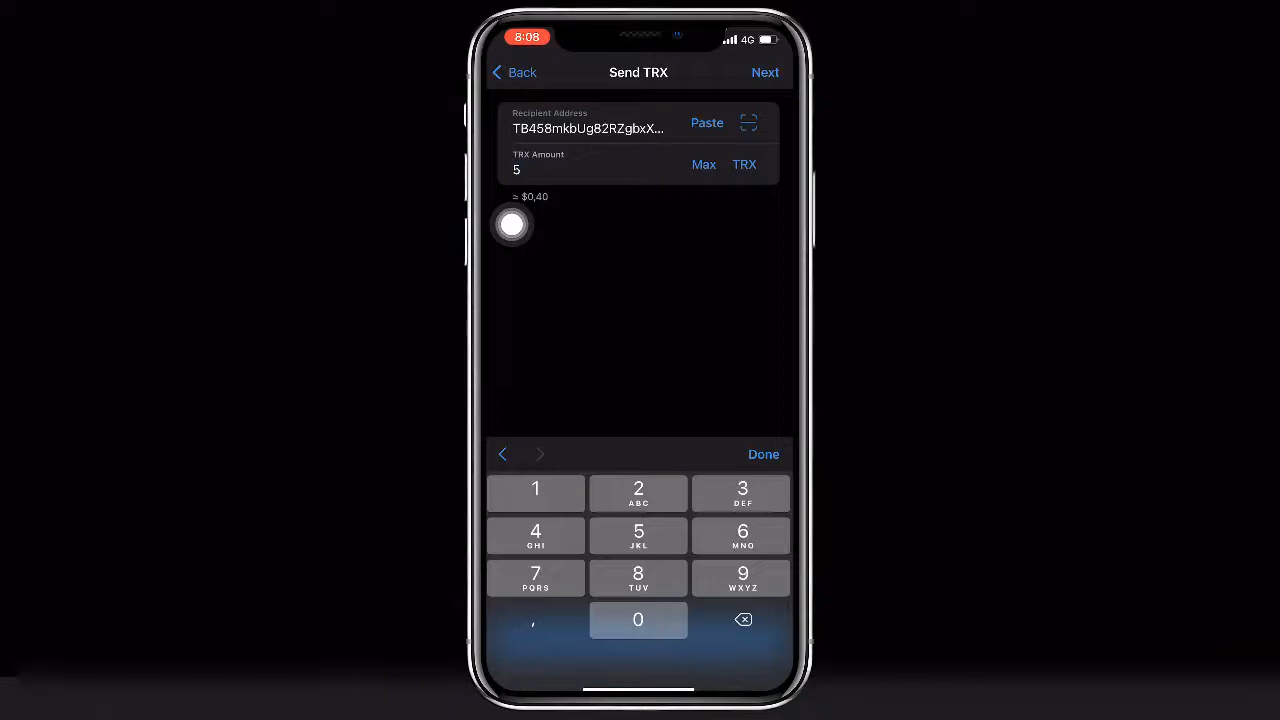 8:08
4G
Back
Send TRX
Next
Recipient Address
TB458mkbUg82RZgbxX...
Paste
TRX Amount
5
Max
TRX
≈ $0,40
Done
1
2
ABC
3
DEF
4
GHI
5
JKL
6
MNO
7
PQRS
8
TUV
9
WXYZ
,
0